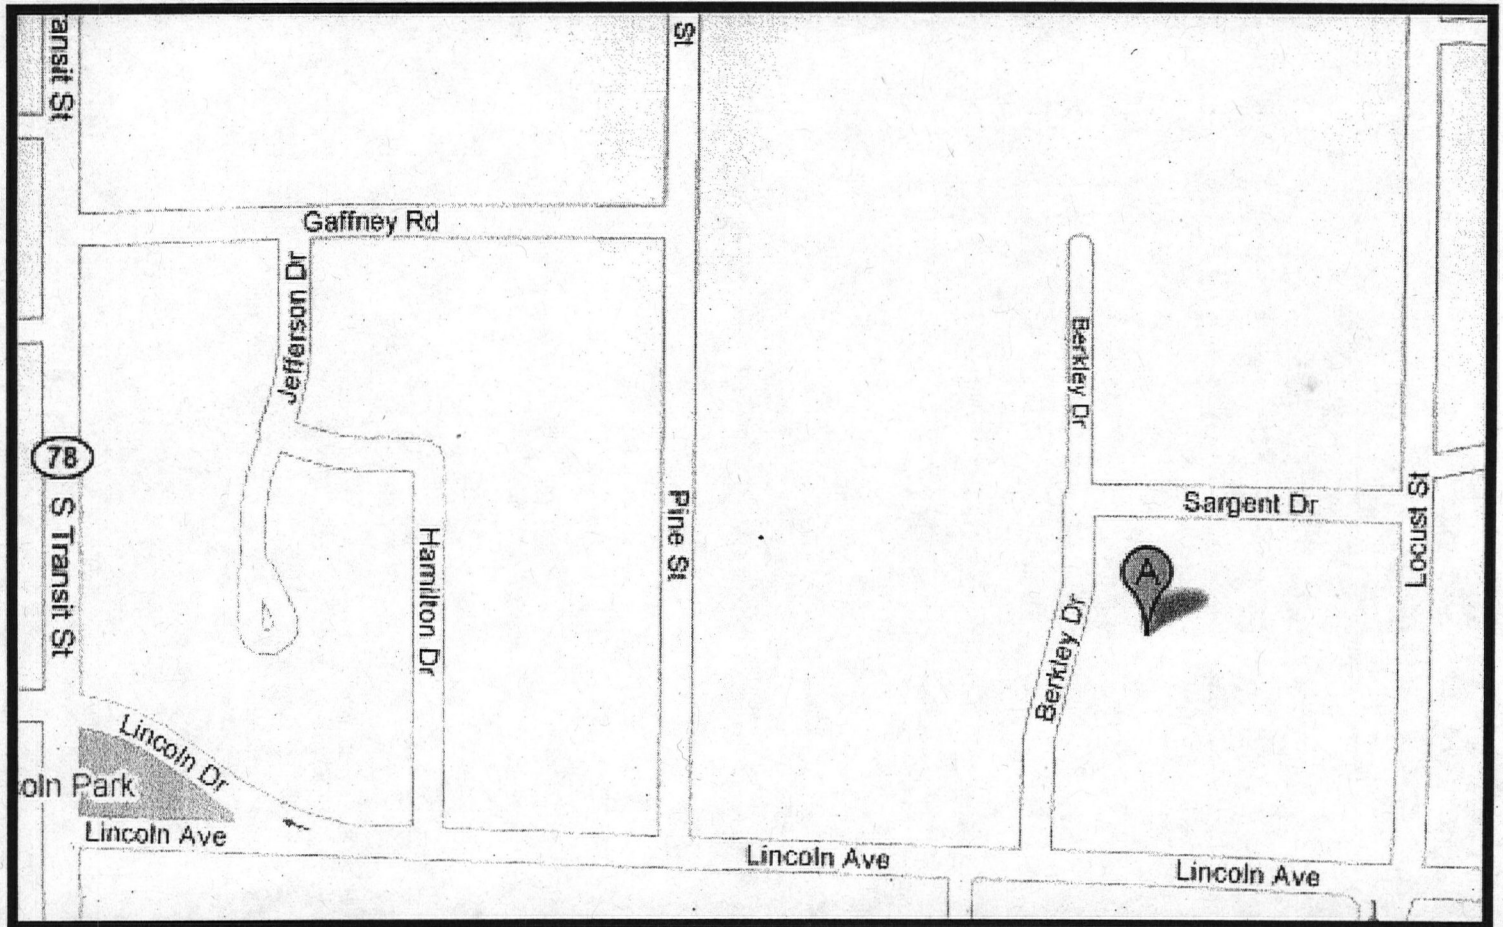 ansit St
St
Gaffney Rd
Jefferson Dr
Berkley Dr
78
S Transit St
Pine St
Sargent Dr
Locust St
Hamilton Dr
A
Berkley Dr
Lincoln Dr
oln Park
Lincoln Ave
Lincoln Ave
Lincoln Ave